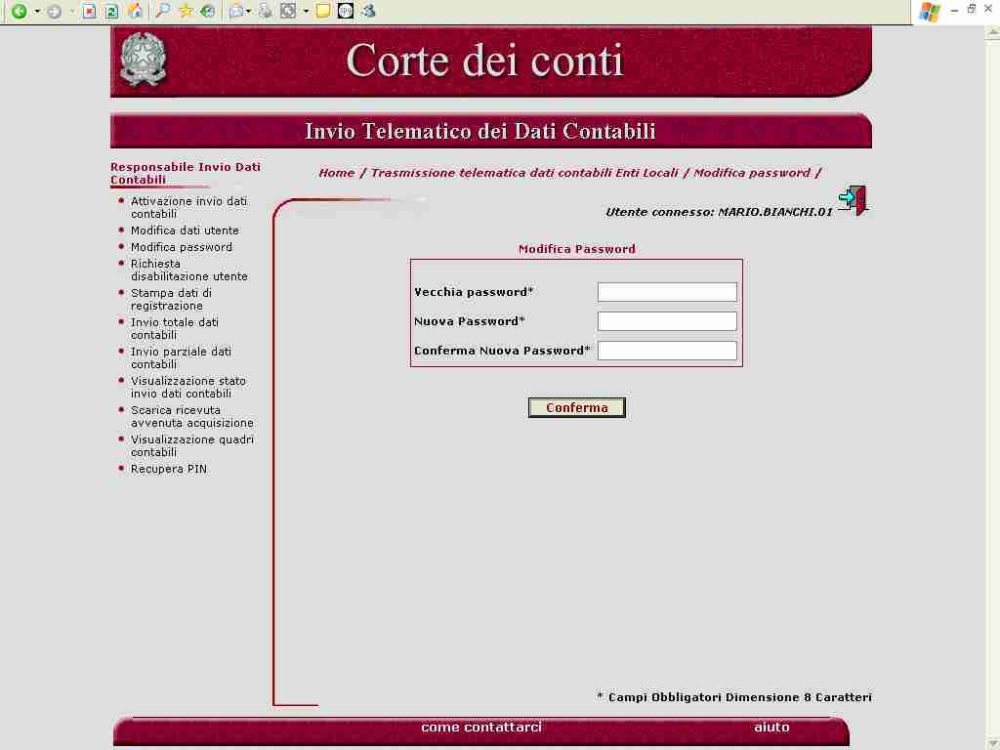 Corte dei conti
Invio Telematico dei Dati Contabili
Responsabile Invio Dati
Contabili
Attivazione invio dati
contabili
Modifica dati utente
Modifica password
Richiesta
disabilitazione utente
Stampa dati di
registrazione
Invio totale dati
contabili
Invio parziale dati
contabili
Visualizzazione stato
invio dati contabili
Scarica ricevuta
avvenuta acquisizione
Visualizzazione quadri
contabili
Recupera PIN
Home / Trasmissione telematica dati contabili Enti Locali / Modifica password /
Utente connesso: MARIO.BIANCHI.01
Modifica Password
Vecchia password*
Nuova Password*
Conferma Nuova Password*
Conferma
* Campi Obbligatori Dimensione 8 Caratteri
come contattarci
aiuto